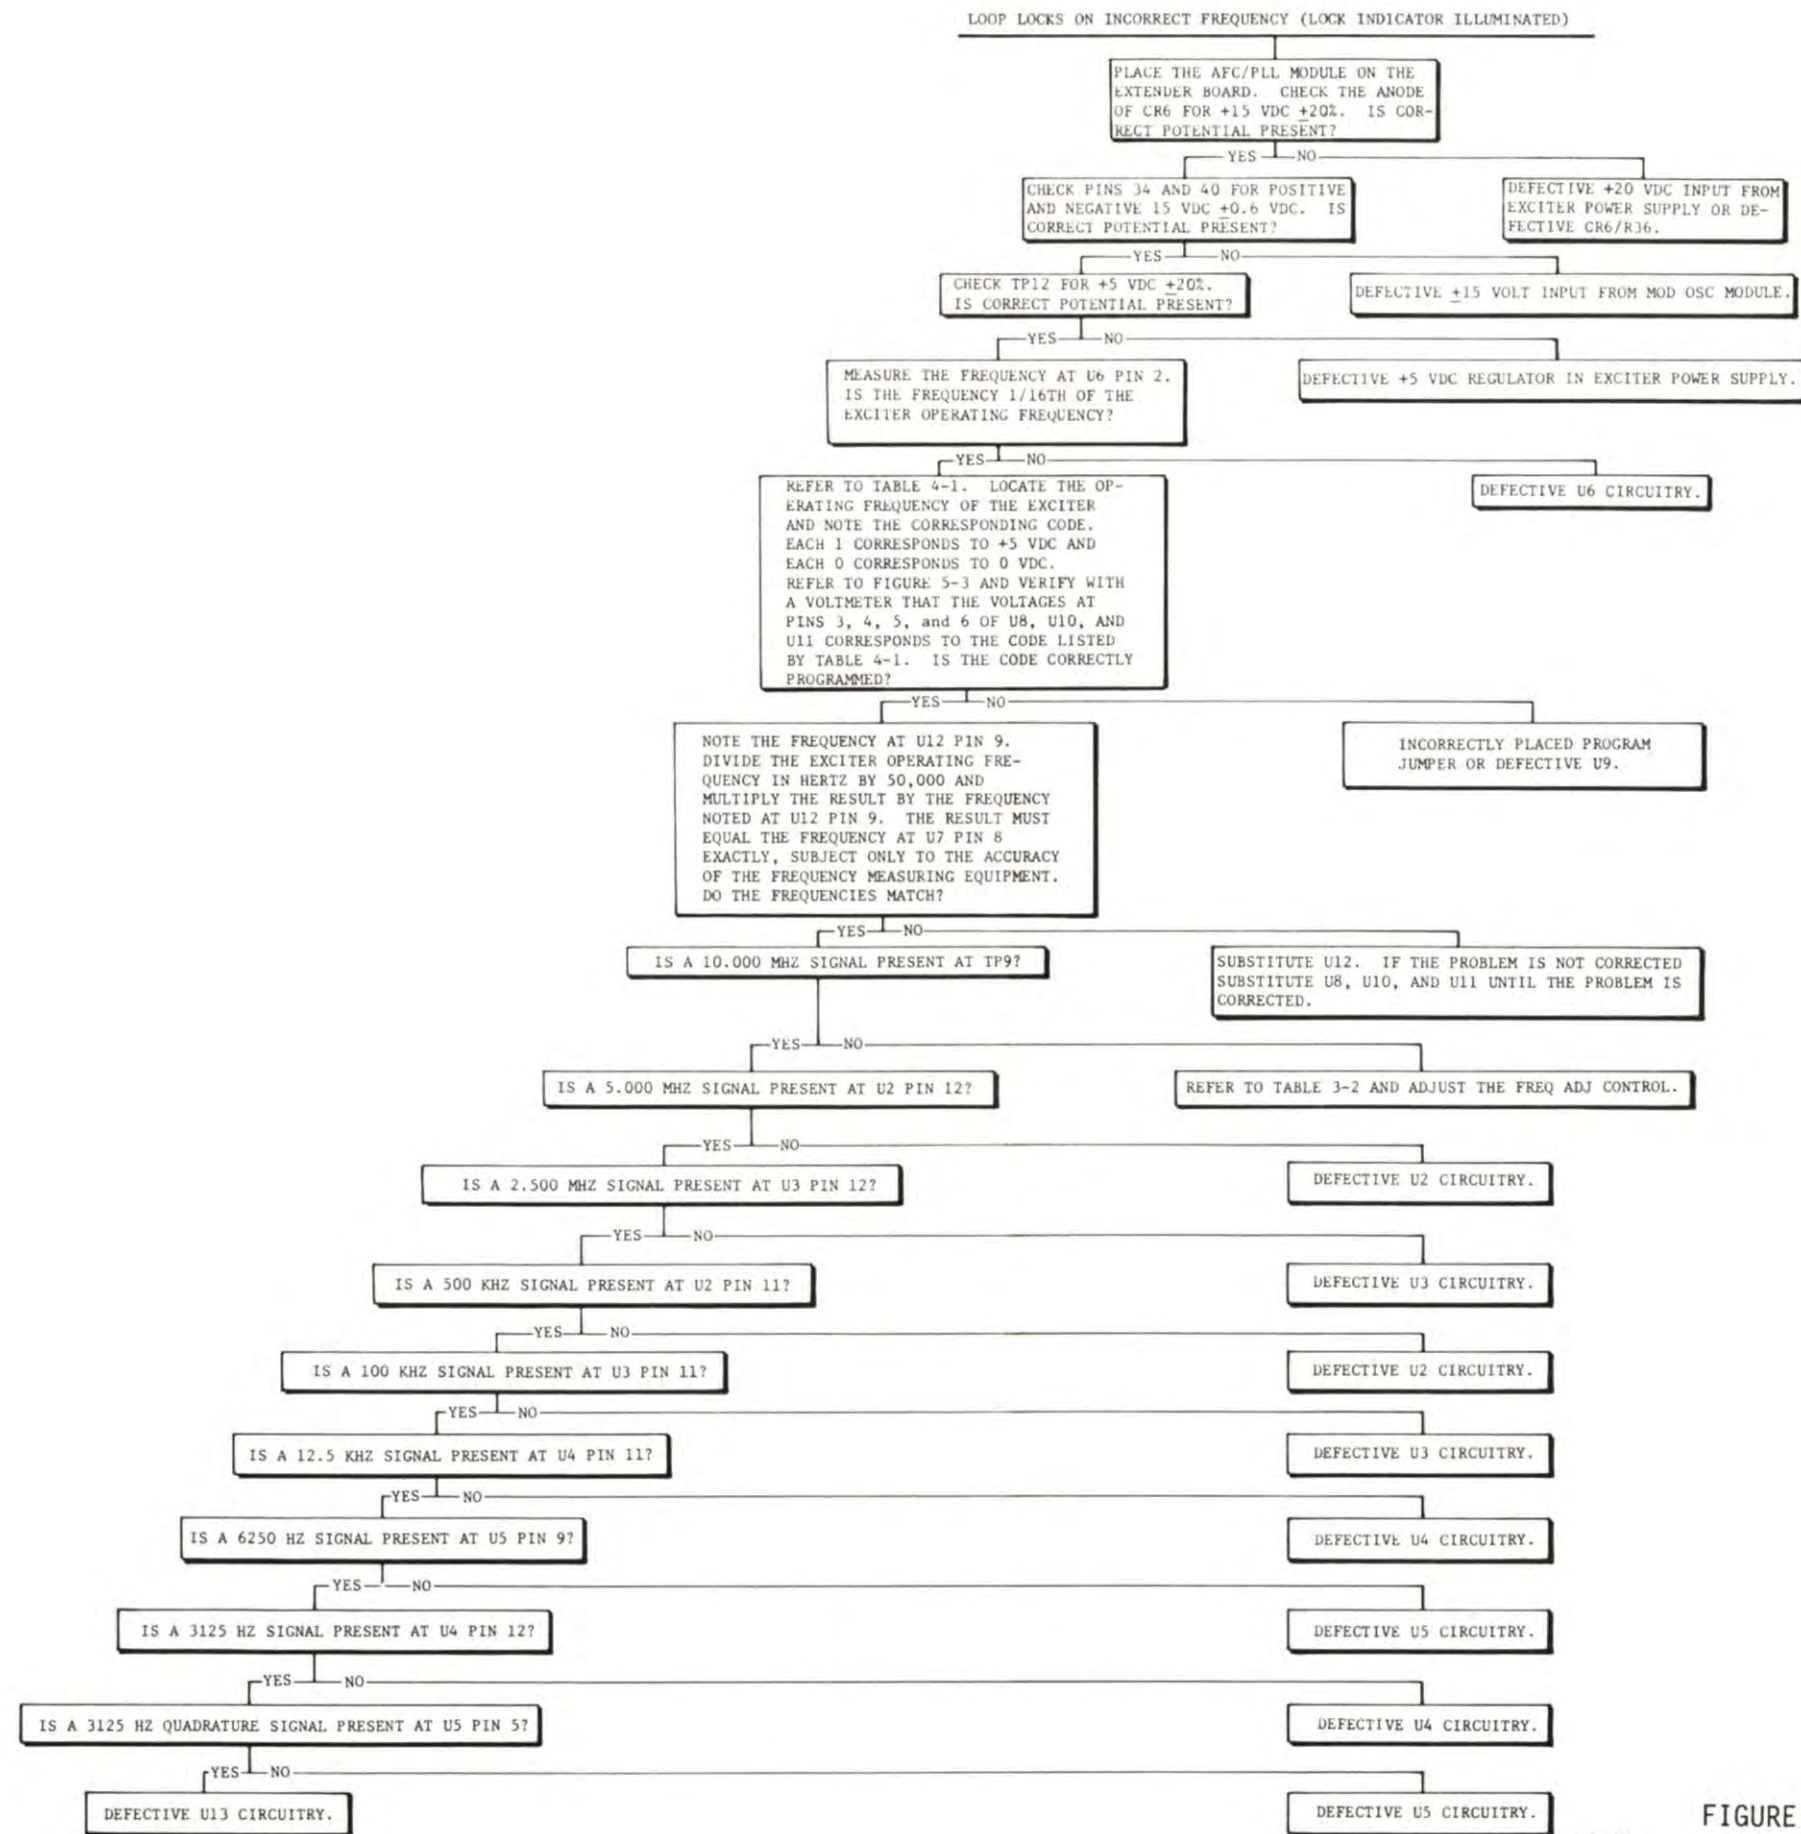 LOOP LOCKS ON INCORRECT FREQUENCY (LOCK INDICATOR ILLUMINATED)
PLACE THE AFC/PLL MODULE ON THE
EXTENDER BOARD. CHECK THE ANODE
OF CR6 FOR +15 VDC ±20%. IS COR-
RECT POTENTIAL PRESENT?
YES NO
CHECK PINS 34 AND 40 FOR POSITIVE
AND NEGATIVE 15 VDC ±0.6 VDC. IS
CORRECT POTENTIAL PRESENT?
DEFECTIVE +20 VDC INPUT FROM
EXCITER POWER SUPPLY OR DE-
FECTIVE CR6/R36.
YES NO
CHECK TP12 FOR +5 VDC ±20%.
IS CORRECT POTENTIAL PRESENT?
DEFECTIVE ±15 VOLT INPUT FROM MOD OSC MODULE.
YES NO
MEASURE THE FREQUENCY AT U6 PIN 2.
IS THE FREQUENCY 1/16TH OF THE
EXCITER OPERATING FREQUENCY?
DEFECTIVE +5 VDC REGULATOR IN EXCITER POWER SUPPLY.
YES NO
REFER TO TABLE 4-1. LOCATE THE OP-
ERATING FREQUENCY OF THE EXCITER
AND NOTE THE CORRESPONDING CODE.
EACH 1 CORRESPONDS TO +5 VDC AND
EACH 0 CORRESPONDS TO 0 VDC.
REFER TO FIGURE 5-3 AND VERIFY WITH
A VOLTMETER THAT THE VOLTAGES AT
PINS 3, 4, 5, and 6 OF U8, U10, AND
U11 CORRESPONDS TO THE CODE LISTED
BY TABLE 4-1. IS THE CODE CORRECTLY
PROGRAMMED?
DEFECTIVE U6 CIRCUITRY.
YES NO
NOTE THE FREQUENCY AT U12 PIN 9.
DIVIDE THE EXCITER OPERATING FRE-
QUENCY IN HERTZ BY 50,000 AND
MULTIPLY THE RESULT BY THE FREQUENCY
NOTED AT U12 PIN 9. THE RESULT MUST
EQUAL THE FREQUENCY AT U7 PIN 8
EXACTLY, SUBJECT ONLY TO THE ACCURACY
OF THE FREQUENCY MEASURING EQUIPMENT.
DO THE FREQUENCIES MATCH?
INCORRECTLY PLACED PROGRAM
JUMPER OR DEFECTIVE U9.
YES NO
IS A 10.000 MHZ SIGNAL PRESENT AT TP9?
SUBSTITUTE U12. IF THE PROBLEM IS NOT CORRECTED
SUBSTITUTE U8, U10, AND U11 UNTIL THE PROBLEM IS
CORRECTED.
YES NO
IS A 5.000 MHZ SIGNAL PRESENT AT U2 PIN 12?
REFER TO TABLE 3-2 AND ADJUST THE FREQ ADJ CONTROL.
YES NO
IS A 2.500 MHZ SIGNAL PRESENT AT U3 PIN 12?
DEFECTIVE U2 CIRCUITRY.
YES NO
IS A 500 KHZ SIGNAL PRESENT AT U2 PIN 11?
DEFECTIVE U3 CIRCUITRY.
YES NO
IS A 100 KHZ SIGNAL PRESENT AT U3 PIN 11?
DEFECTIVE U2 CIRCUITRY.
YES NO
IS A 12.5 KHZ SIGNAL PRESENT AT U4 PIN 11?
DEFECTIVE U3 CIRCUITRY.
YES NO
IS A 6250 HZ SIGNAL PRESENT AT U5 PIN 9?
DEFECTIVE U4 CIRCUITRY.
YES NO
IS A 3125 HZ SIGNAL PRESENT AT U4 PIN 12?
DEFECTIVE U5 CIRCUITRY.
YES NO
IS A 3125 HZ QUADRATURE SIGNAL PRESENT AT U5 PIN 5?
DEFECTIVE U4 CIRCUITRY.
YES NO
DEFECTIVE U13 CIRCUITRY.
DEFECTIVE U5 CIRCUITRY.
FIGURE